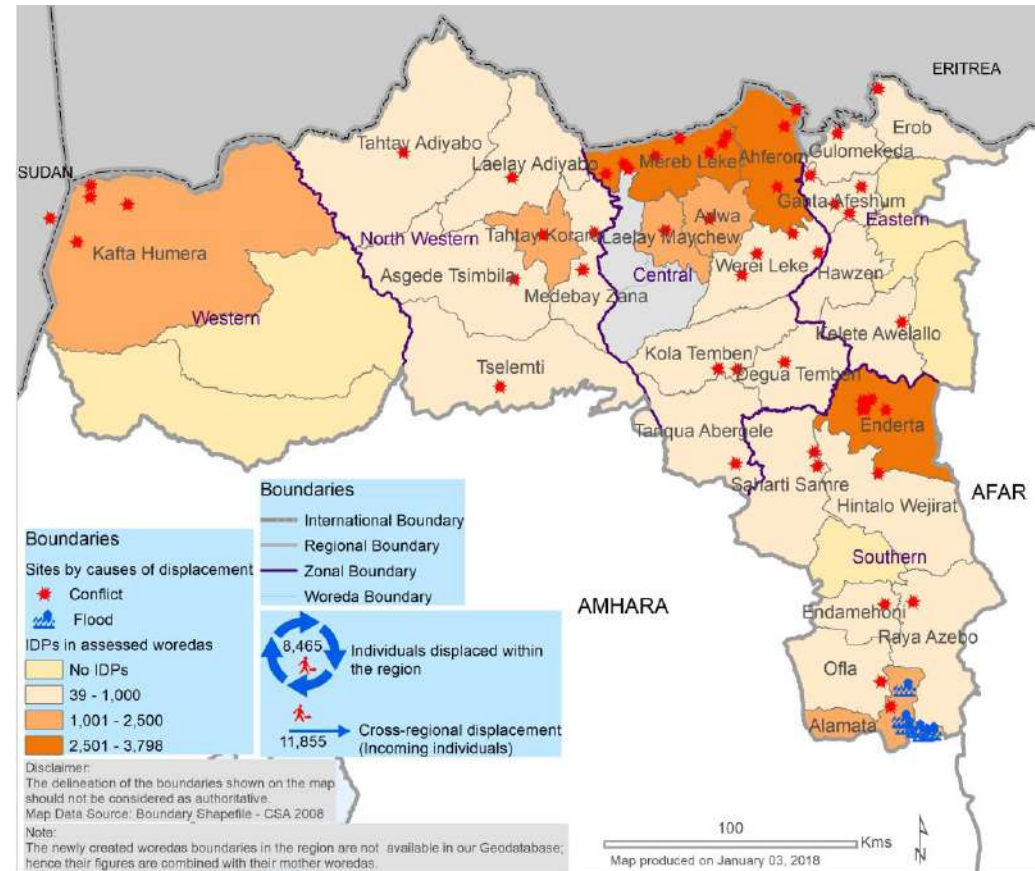 ERITREA
Erob
SUDAN
Tahtay Adiyabo
Laelay Adiyabo
Mereb Leke
Ahferom
Gulomekeda
Ganta Afeshum
Eastern
Kafta Humera
North Western
Tahtay Korare
Laelay Maychew
Adwa
Asgede Tsimbila
Medebay Zana
Central
Werei Leke
Hawzen
Western
Kelete Awelallo
Tselemti
Kola Temben
Degua Temben
Enderta
Tanqua Abergele
Saharti Samre
AFAR
Hintalo Wejirat
Southern
AMHARA
Endamehoni
Raya Azebo
Ofla
Alamata
Boundaries
International Boundary
Regional Boundary
Zonal Boundary
Woreda Boundary
Boundaries
Sites by causes of displacement
Conflict
Flood
IDPs in assessed woredas
No IDPs
39 - 1,000
1,001 - 2,500
2,501 - 3,798
8,465
Individuals displaced within
the region
11,855
Cross-regional displacement
(Incoming individuals)
Disclaimer:
The delineation of the boundaries shown on the map
should not be considered as authoritative.
Map Data Source: Boundary Shapefile - CSA 2008
Note:
The newly created woredas boundaries in the region are not available in our Geodatabase;
hence their figures are combined with their mother woredas.
100
Kms
N
Map produced on January 03, 2018